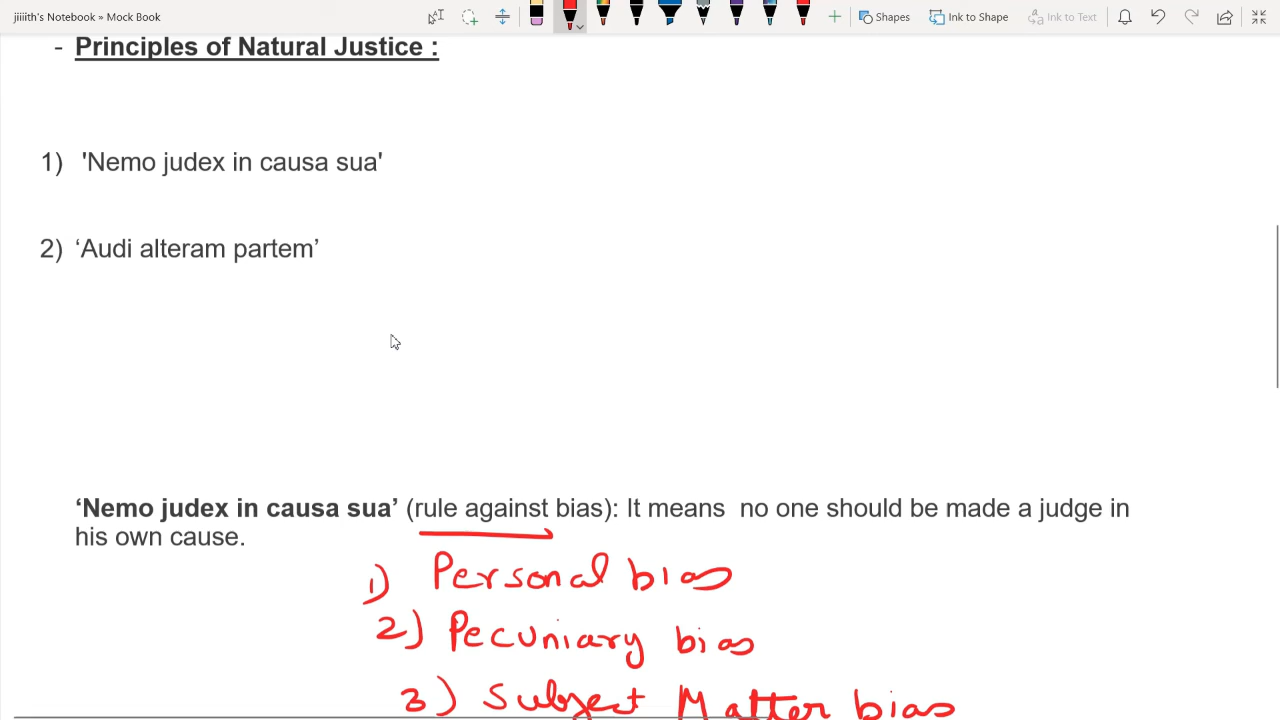 jiiiith's Notebook » Mock Book
Shapes Ink to Shape Ink to Text
- Principles of Natural Justice :
1) 'Nemo judex in causa sua'
2) ‘Audi alteram partem’
‘Nemo judex in causa sua’ (rule against bias): It means no one should be made a judge in
his own cause.
1) Personal bias
2) Pecuniary bias
3) Subject Matter bias